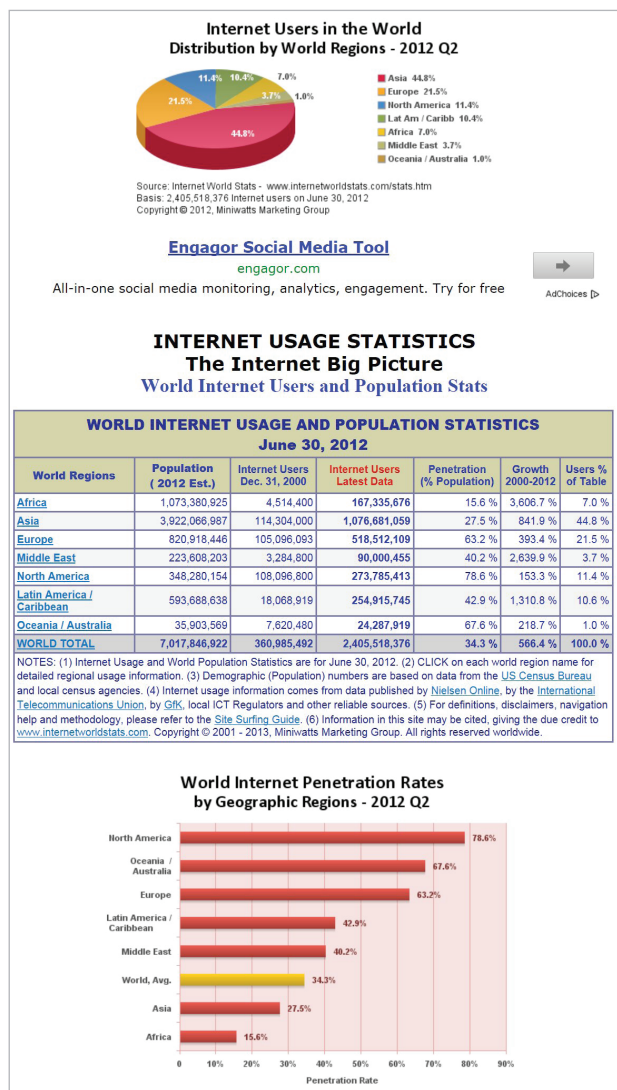 Internet Users in the World
Distribution by World Regions - 2012 Q2
11.4%
10.4%
7.0%
3.7%
1.0%
21.5%
44.8%
Asia 44.8%
Europe 21.5%
North America 11.4%
Lat Am / Caribb 10.4%
Africa 7.0%
Middle East 3.7%
Oceania / Australia 1.0%
Source: Internet World Stats - www.internetworldstats.com/stats.htm
Basis: 2,405,518,376 Internet users on June 30, 2012
Copyright © 2012, Miniwatts Marketing Group
Engagor Social Media Tool
engagor.com
All-in-one social media monitoring, analytics, engagement. Try for free
AdChoices
INTERNET USAGE STATISTICS
The Internet Big Picture
World Internet Users and Population Stats
WORLD INTERNET USAGE AND POPULATION STATISTICS
June 30, 2012
World Regions Population ( 2012 Est.) Internet Users Dec. 31, 2000 Internet Users Latest Data Penetration (% Population) Growth 2000-2012 Users % of Table
Africa 1,073,380,925 4,514,400 167,335,676 15.6 % 3,606.7 % 7.0 %
Asia 3,922,066,987 114,304,000 1,076,681,059 27.5 % 841.9 % 44.8 %
Europe 820,918,446 105,096,093 518,512,109 63.2 % 393.4 % 21.5 %
Middle East 223,608,203 3,284,800 90,000,455 40.2 % 2,639.9 % 3.7 %
North America 348,280,154 108,096,800 273,785,413 78.6 % 153.3 % 11.4 %
Latin America / Caribbean 593,688,638 18,068,919 254,915,745 42.9 % 1,310.8 % 10.6 %
Oceania / Australia 35,903,569 7,620,480 24,287,919 67.6 % 218.7 % 1.0 %
WORLD TOTAL 7,017,846,922 360,985,492 2,405,518,376 34.3 % 566.4 % 100.0 %
NOTES: (1) Internet Usage and World Population Statistics are for June 30, 2012. (2) CLICK on each world region name for
detailed regional usage information. (3) Demographic (Population) numbers are based on data from the US Census Bureau
and local census agencies. (4) Internet usage information comes from data published by Nielsen Online, by the International
Telecommunications Union, by GfK, local ICT Regulators and other reliable sources. (5) For definitions, disclaimers, navigation
help and methodology, please refer to the Site Surfing Guide. (6) Information in this site may be cited, giving the due credit to
www.internetworldstats.com. Copyright © 2001 - 2013, Miniwatts Marketing Group. All rights reserved worldwide.
World Internet Penetration Rates
by Geographic Regions - 2012 Q2
North America 78.6%
Oceania / Australia 67.6%
Europe 63.2%
Latin America / Caribbean 42.9%
Middle East 40.2%
World, Avg. 34.3%
Asia 27.5%
Africa 15.6%
0 10% 20% 30% 40% 50% 60% 70% 80% 90%
Penetration Rate